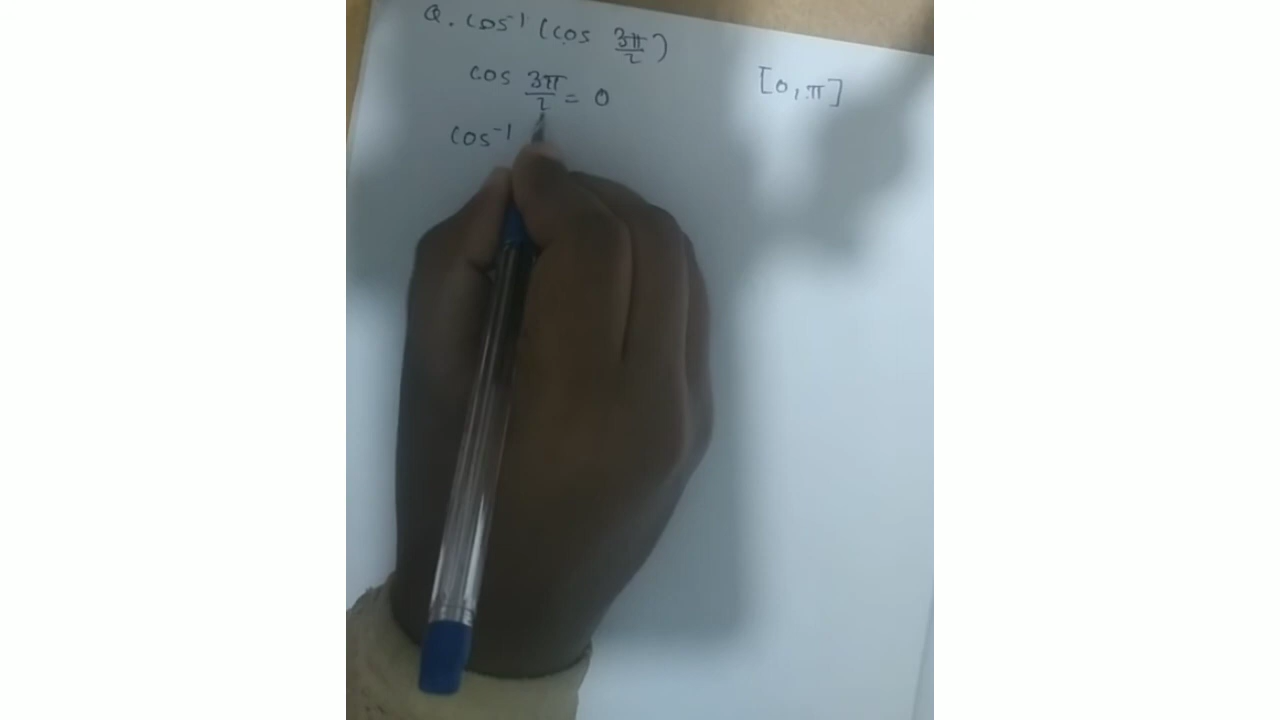 Q. cos⁻¹ (cos 3π/2)
cos 3π/2 = 0
[0, π]
cos⁻¹